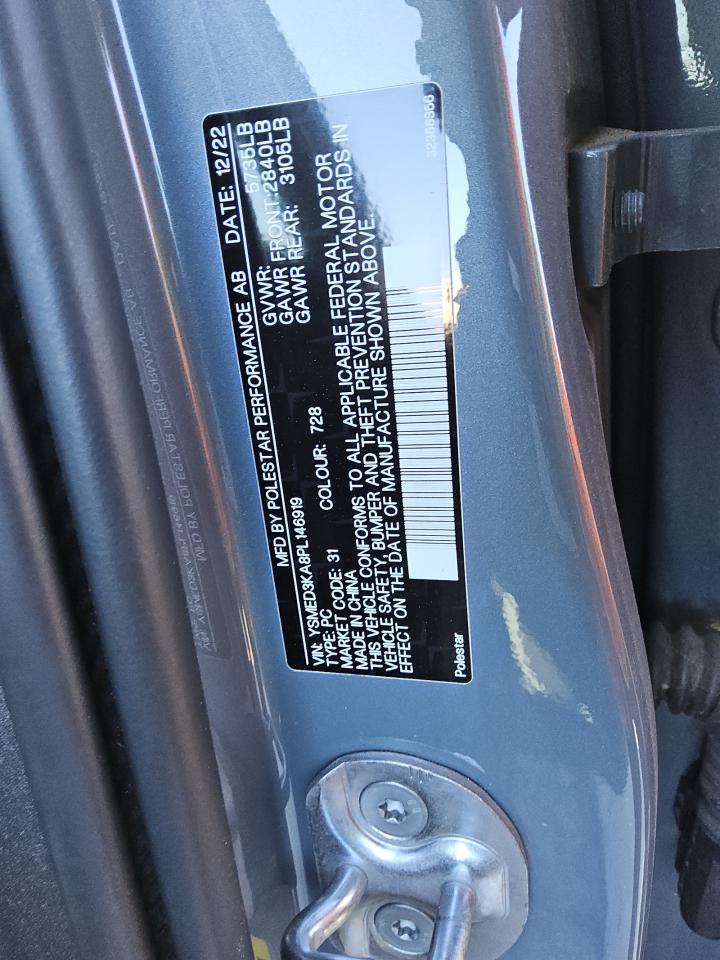 MFD BY POLESTAR PERFORMANCE AB DATE: 12/22
VIN: YSMED3KA8PL146919 GVWR: 5735LB
TYPE: PC GAWR FRONT:2840LB
MARKET CODE: 31 COLOUR: 728 GAWR REAR: 3105LB
MADE IN CHINA
THIS VEHICLE CONFORMS TO ALL APPLICABLE FEDERAL MOTOR
VEHICLE SAFETY, BUMPER AND THEFT PREVENTION STANDARDS IN
EFFECT ON THE DATE OF MANUFACTURE SHOWN ABOVE.
Polestar 32366366